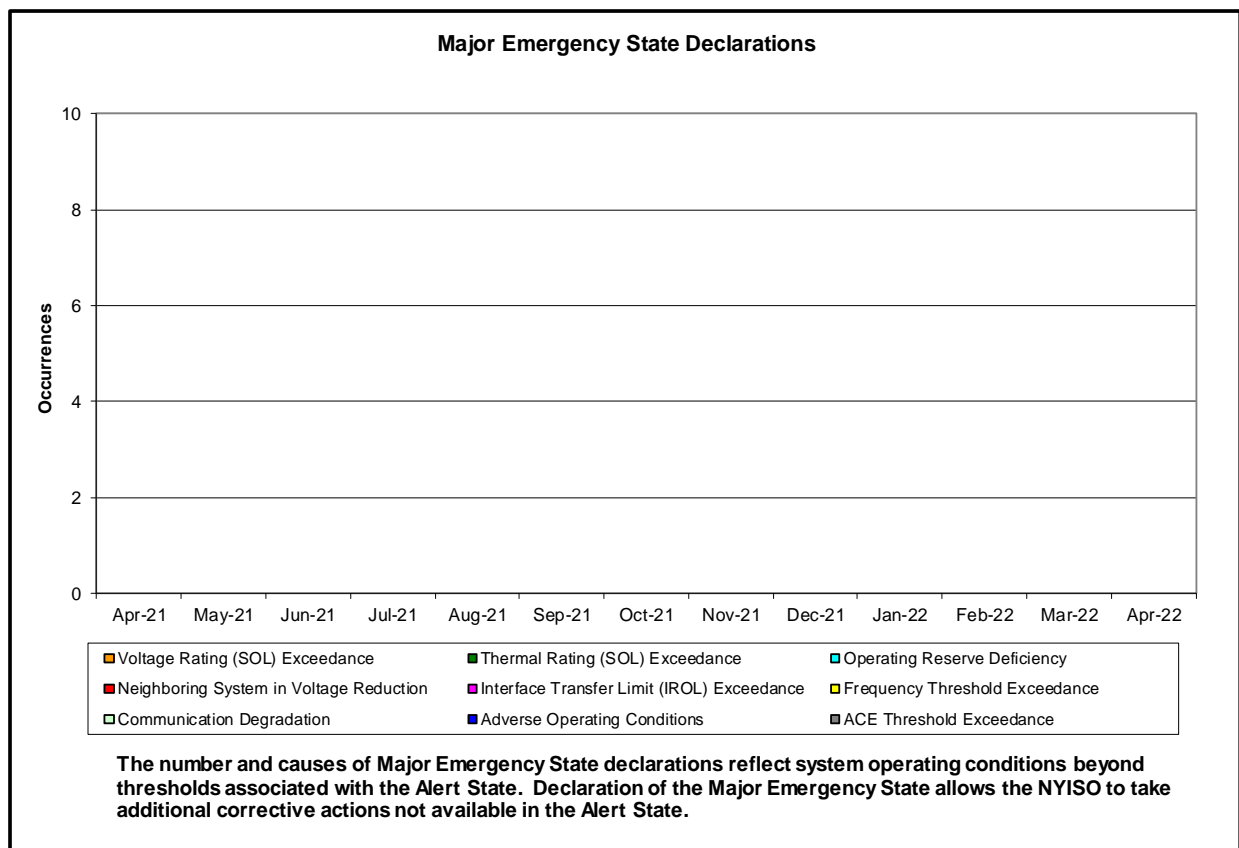 Major Emergency State Declarations
10
8
6
4
2
0
Occurrences
Apr-21 May-21 Jun-21 Jul-21 Aug-21 Sep-21 Oct-21 Nov-21 Dec-21 Jan-22 Feb-22 Mar-22 Apr-22
Voltage Rating (SOL) Exceedance Thermal Rating (SOL) Exceedance Operating Reserve Deficiency
Neighboring System in Voltage Reduction Interface Transfer Limit (IROL) Exceedance Frequency Threshold Exceedance
Communication Degradation Adverse Operating Conditions ACE Threshold Exceedance
The number and causes of Major Emergency State declarations reflect system operating conditions beyond
thresholds associated with the Alert State.  Declaration of the Major Emergency State allows the NYISO to take
additional corrective actions not available in the Alert State.